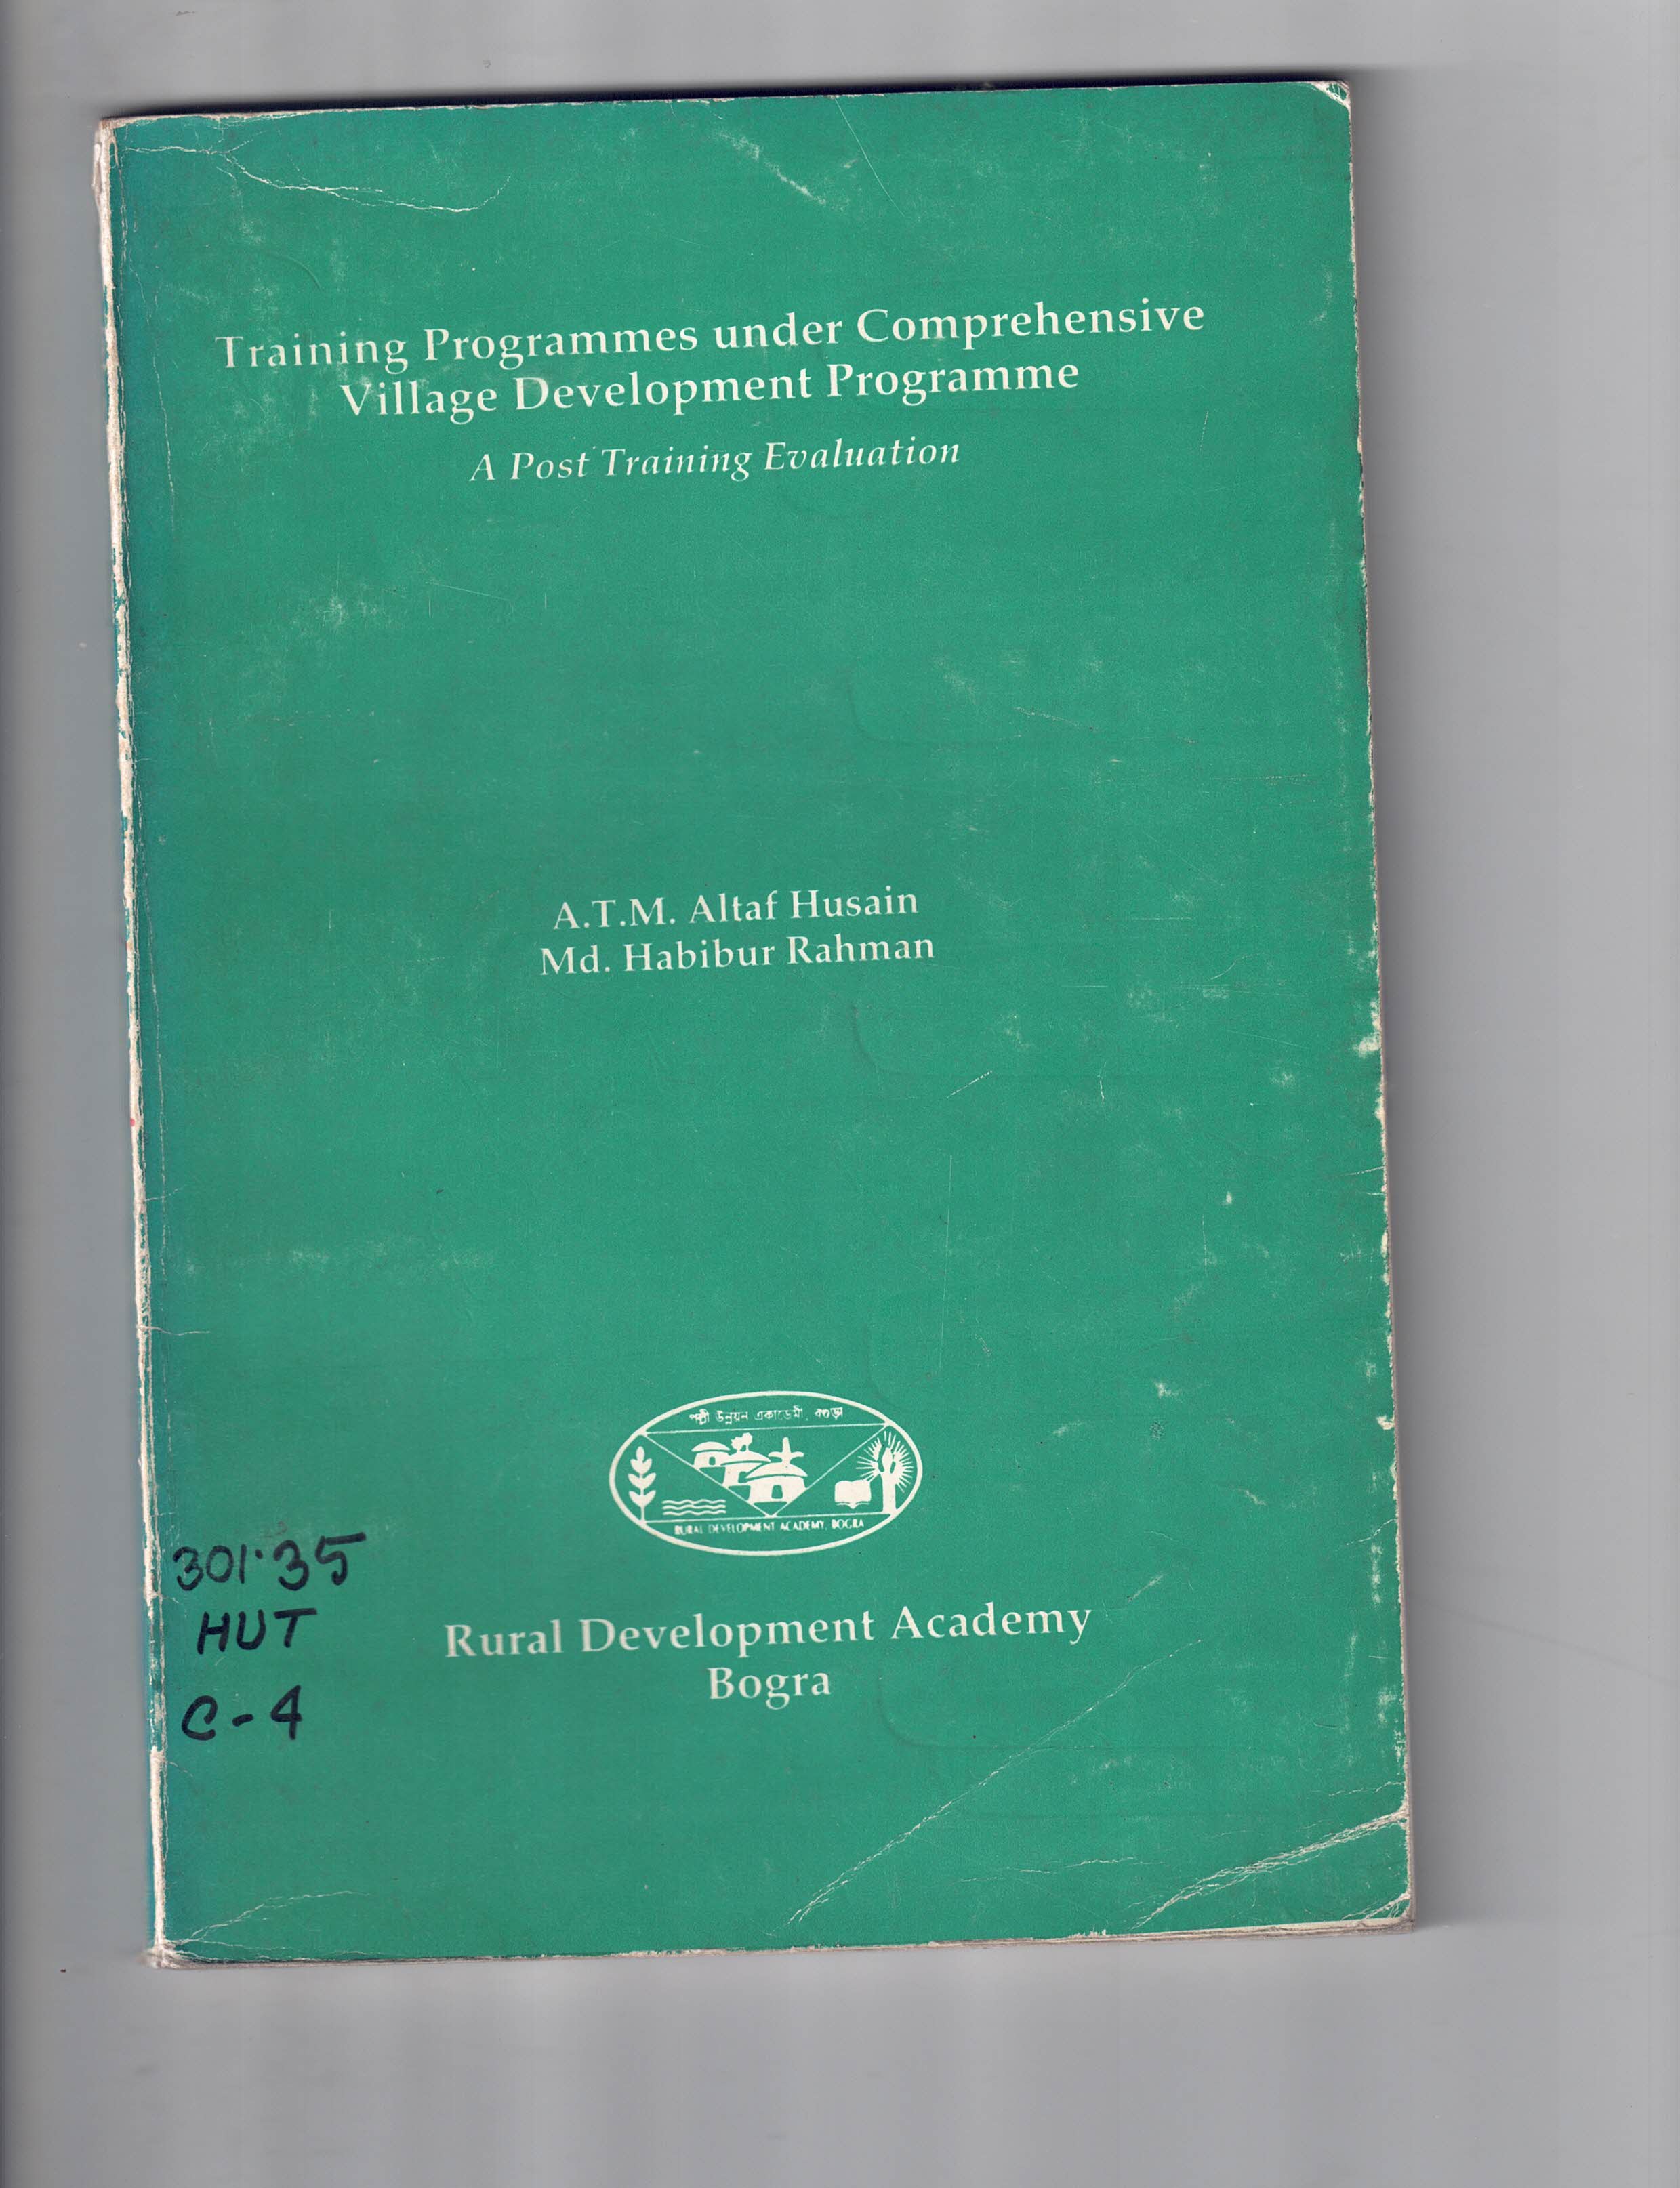 Training Programmes under Comprehensive
Village Development Programme
A Post Training Evaluation
A.T.M. Altaf Husain
Md. Habibur Rahman
পল্লী উন্নয়ন একাডেমী, বগুড়া
RURAL DEVELOPMENT ACADEMY, BOGRA
301.35
HUT
C-4
Rural Development Academy
Bogra